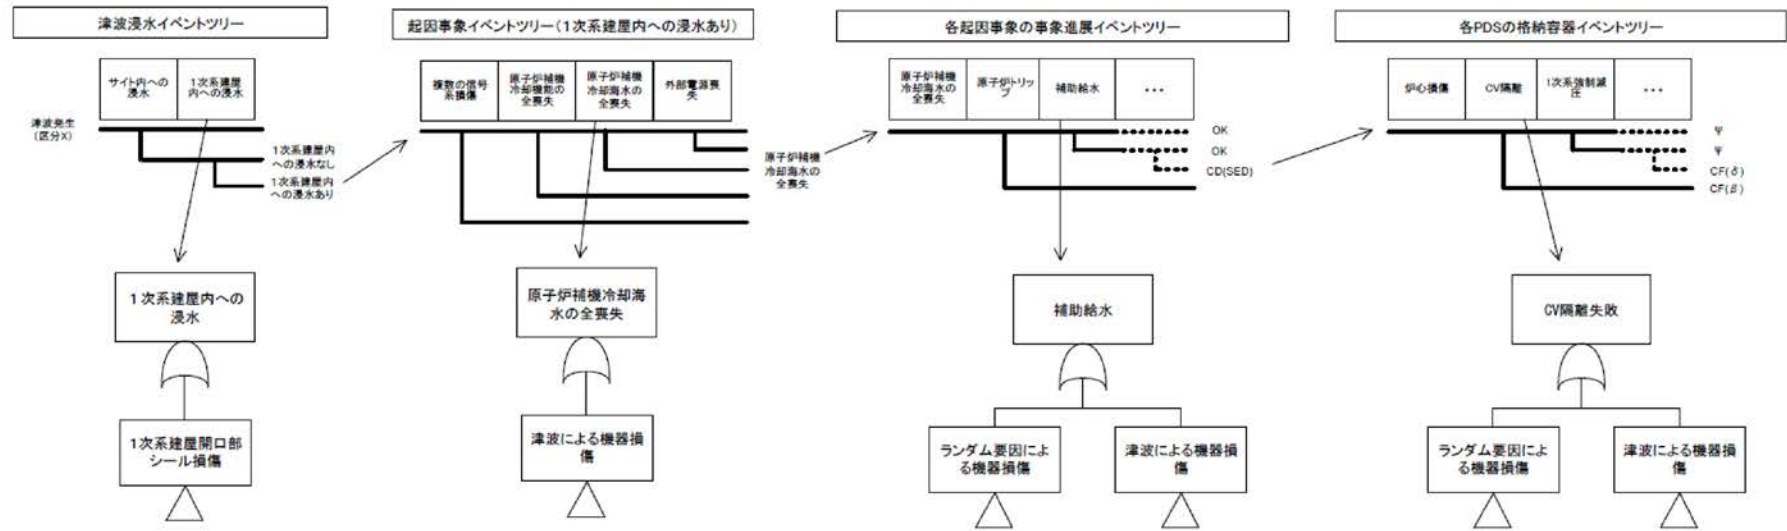 津波浸水イベントツリー
サイト内への
浸水
1次系建屋
内への浸水
津波発生
(区分X)
1次系建屋内
への浸水なし
1次系建屋内
への浸水あり
1次系建屋内への
浸水
1次系建屋開口部
シール損傷
起因事象イベントツリー(1次系建屋内への浸水あり)
複数の信号
系損傷
原子炉補機
冷却機能の
全喪失
原子炉補機
冷却海水の
全喪失
外部電源喪
失
原子炉補機
冷却海水の
全喪失
原子炉補機冷却海
水の全喪失
津波による機器損
傷
各起因事象の事象進展イベントツリー
原子炉補機
冷却海水の
全喪失
原子炉トリッ
プ
補助給水
・・・
OK
OK
CD(SED)
補助給水
ランダム要因によ
る機器損傷
津波による機器損
傷
各PDSの格納容器イベントツリー
炉心損傷
CV隔離
1次系強制減
圧
・・・
Ψ
Ψ
CF(δ)
CF(β)
CV隔離失敗
ランダム要因によ
る機器損傷
津波による機器損
傷